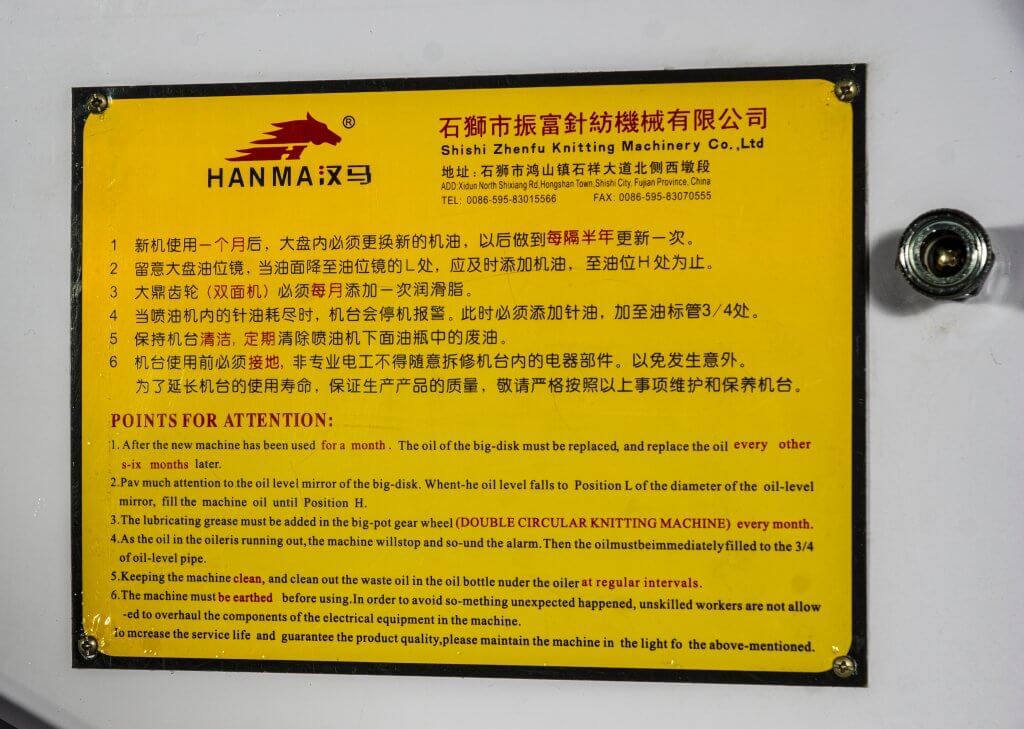 ®
HANMA汉马
石獅市振富針紡機械有限公司
Shishi Zhenfu Knitting Machinery Co.,Ltd
地址:石狮市鸿山镇石祥大道北侧西墩段
ADD:Xidun North Shixiang Rd,Hongshan Town,Shishi City, Fujian Province, China
TEL: 0086-595-83015566 FAX: 0086-595-83070555
1 新机使用一个月后，大盘内必须更换新的机油，以后做到每隔半年更新一次。
2 留意大盘油位镜，当油面降至油位镜的L处，应及时添加机油，至油位H处为止。
3 大鼎齿轮（双面机）必须每月添加一次润滑脂。
4 当喷油机内的针油耗尽时，机台会停机报警。此时必须添加针油，加至油标管3/4处。
5 保持机台清洁,定期清除喷油机下面油瓶中的废油。
6 机台使用前必须接地,非专业电工不得随意拆修机台内的电器部件。以免发生意外。
为了延长机台的使用寿命，保证生产产品的质量，敬请严格按照以上事项维护和保养机台。
POINTS FOR ATTENTION:
1. After the new machine has been used for a month. The oil of the big-disk must be replaced, and replace the oil every other
s-ix months later.
2.Pav much attention to the oil level mirror of the big-disk. Whent-he oil level falls to Position L of the diameter of the oil-level
mirror, fill the machine oil until Position H.
3.The lubricating grease must be added in the big-pot gear wheel (DOUBLE CIRCULAR KNITTING MACHINE) every month.
4.As the oil in the oileris running out,the machine willstop and so-und the alarm.Then the oilmustbeimmediatelyfilled to the 3/4
of oil-level pipe.
5.Keeping the machine clean, and clean out the waste oil in the oil bottle nuder the oiler at regular intervals.
6.The machine must be earthed before using.In order to avoid so-mething unexpected happened, unskilled workers are not allow
-ed to overhaul the components of the electrical equipment in the machine.
To mcrease the service life and guarantee the product quality,please maintain the machine in the light fo the above-mentioned.